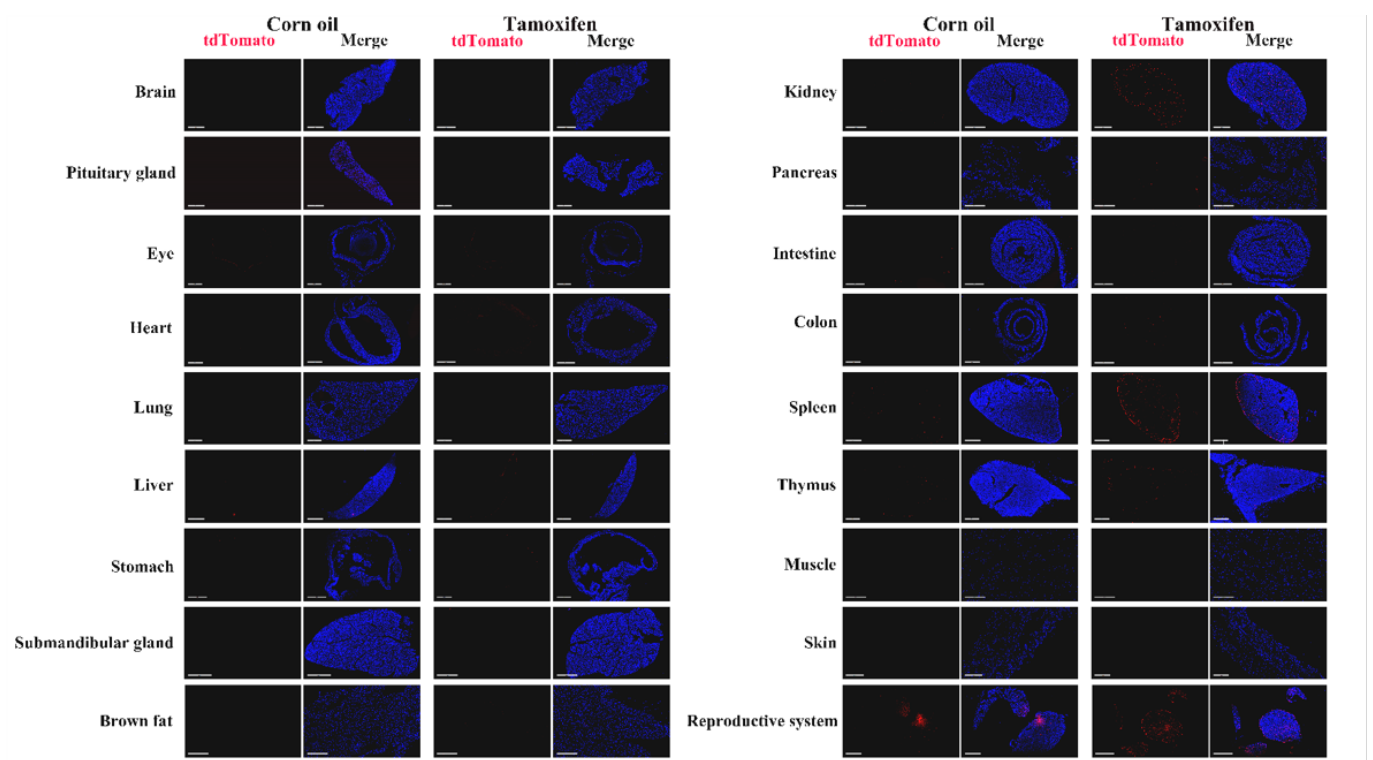 Corn oil Tamoxifen Corn oil Tamoxifen
tdTomato Merge tdTomato Merge tdTomato Merge tdTomato Merge
Brain Kidney
Pituitary gland Pancreas
Eye Intestine
Heart Colon
Lung Spleen
Liver Thymus
Stomach Muscle
Submandibular gland Skin
Brown fat Reproductive system